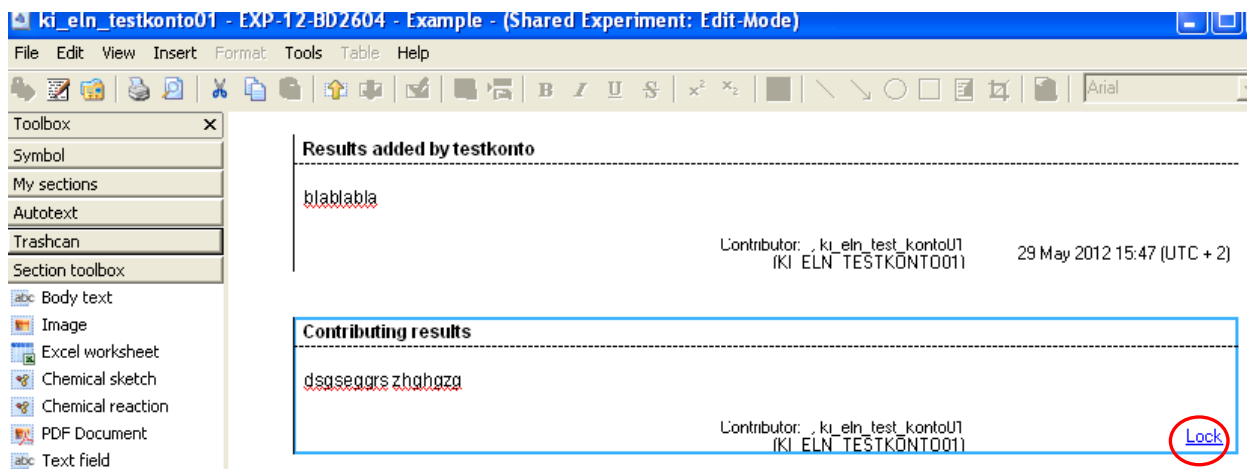 ki_eln_testkonto01 - EXP-12-BD2604 - Example - (Shared Experiment: Edit-Mode)
File Edit View Insert Format Tools Table Help
B I U S x² x₂ Arial
Toolbox x
Symbol
My sections
Autotext
Trashcan
Section toolbox
abc Body text
Image
Excel worksheet
Chemical sketch
Chemical reaction
PDF Document
abc Text field
Results added by testkonto
blablabla
Contributor: , ki_eln_test_konto01
(KI_ELN_TESTKONTO01)
29 May 2012 15:47 (UTC + 2)
Contributing results
dsgseggrs zhghgzg
Contributor: , ki_eln_test_konto01
(KI_ELN_TESTKONTO01)
Lock